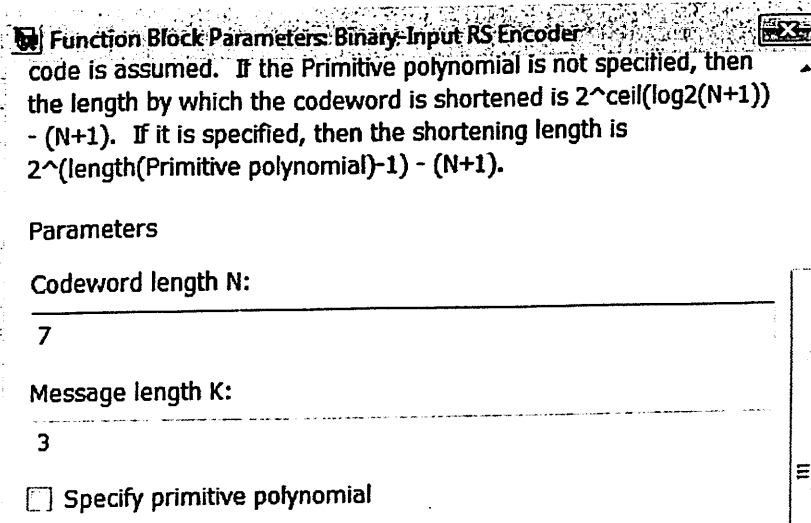 Function Block Parameters: Binary-Input RS Encoder
code is assumed. If the Primitive polynomial is not specified, then
the length by which the codeword is shortened is 2^ceil(log2(N+1))
- (N+1). If it is specified, then the shortening length is
2^(length(Primitive polynomial)-1) - (N+1).
Parameters
Codeword length N:
7
Message length K:
3
Specify primitive polynomial